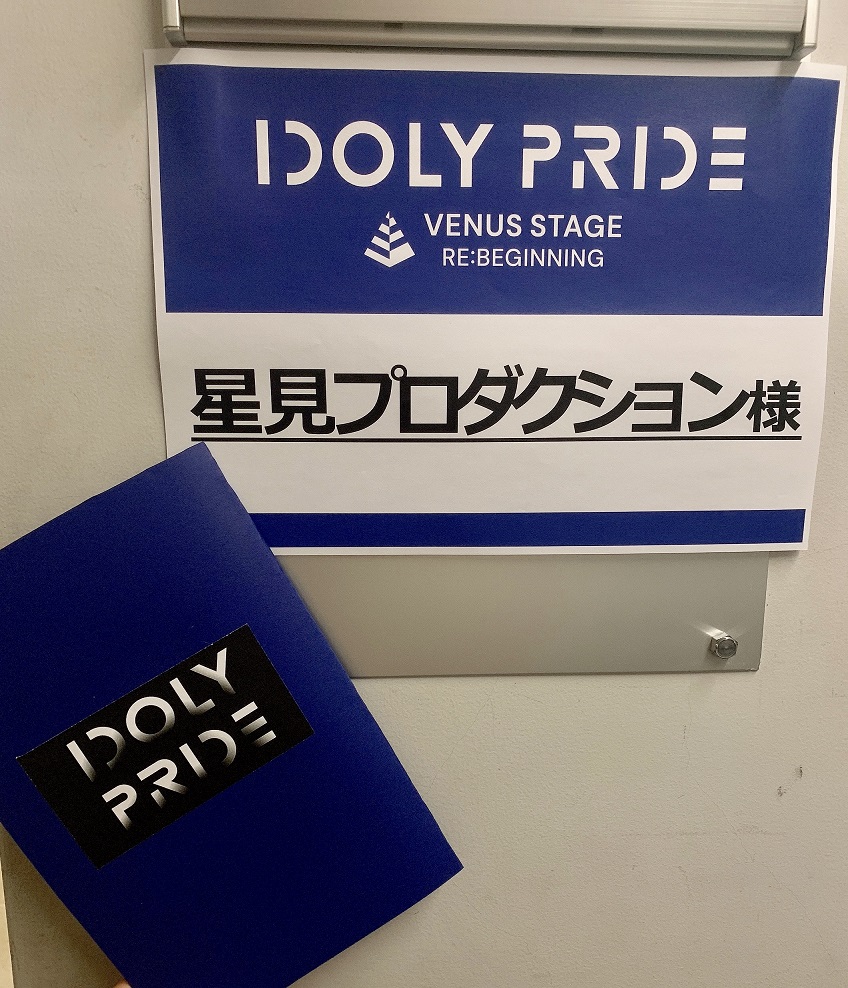 IDOLY PRIDE
VENUS STAGE
RE:BEGINNING
星見プロダクション様
IDOLY
PRIDE